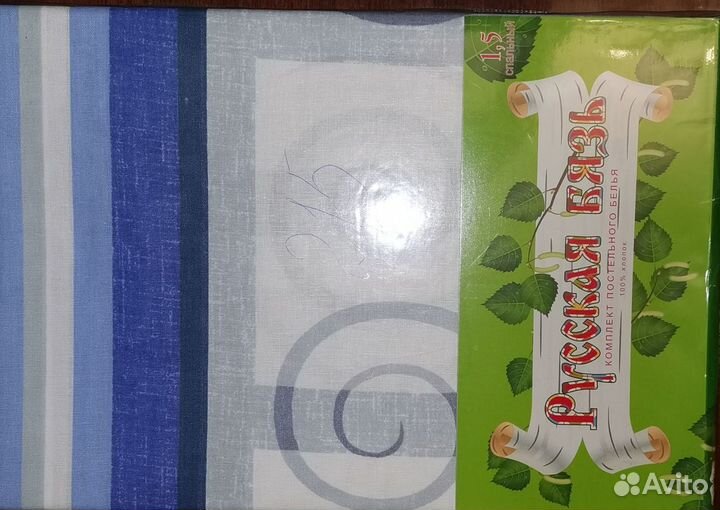 1,5
спальный
Русская бязь
КОМПЛЕКТ ПОСТЕЛЬНОГО БЕЛЬЯ
100% хлопок
Avito